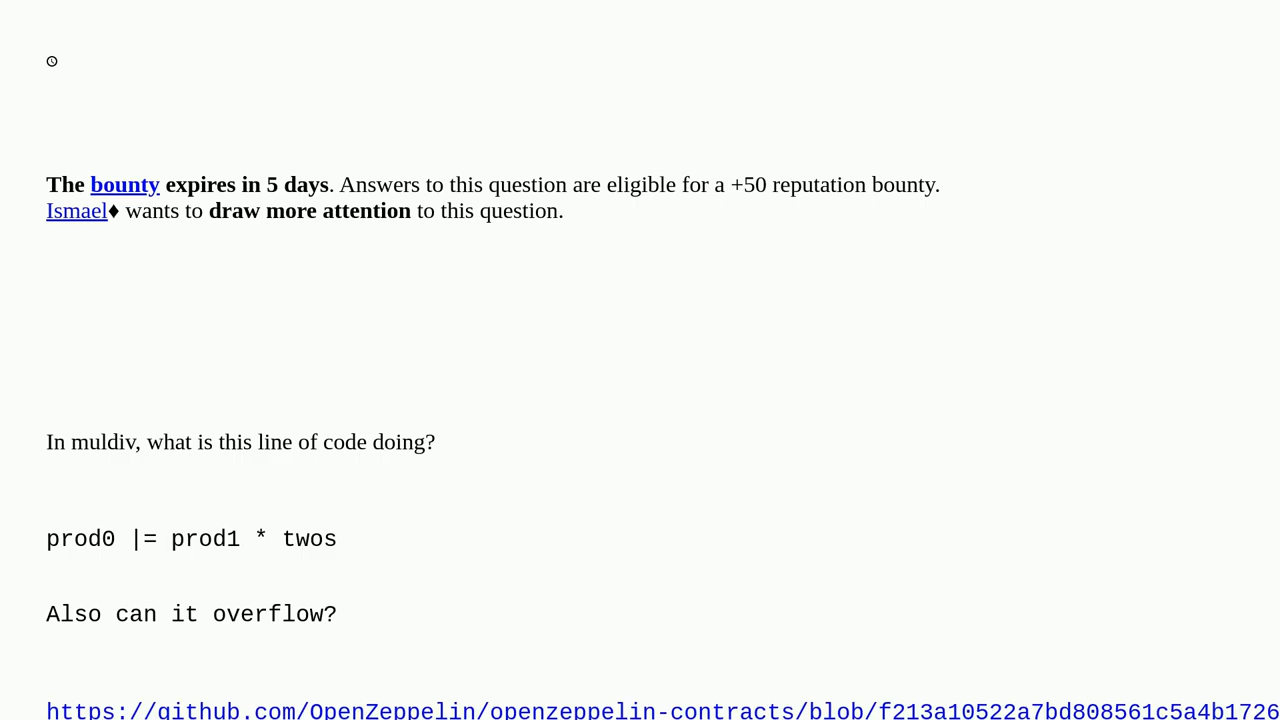 The bounty expires in 5 days. Answers to this question are eligible for a +50 reputation bounty.
Ismael♦ wants to draw more attention to this question.
In muldiv, what is this line of code doing?
prod0 |= prod1 * twos
Also can it overflow?
https://github.com/OpenZeppelin/openzeppelin-contracts/blob/f213a10522a7bd808561c5a4b1726